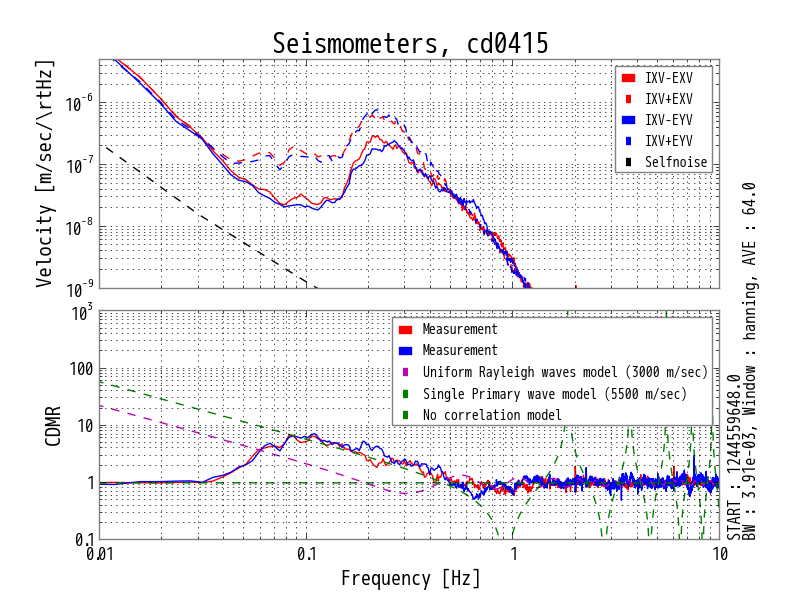 Seismometers, cd0415
Velocity [m/sec/\rtHz]
10^-6
10^-7
10^-8
10^-9
IXV-EXV
IXV+EXV
IXV-EYV
IXV+EYV
Selfnoise
CDMR
10^3
100
10
1
0.1
Measurement
Measurement
Uniform Rayleigh waves model (3000 m/sec)
Single Primary wave model (5500 m/sec)
No correlation model
0.01
0.1
1
10
Frequency [Hz]
START : 1244559648.0
BW : 3.91e-03, Window : hanning, AVE : 64.0